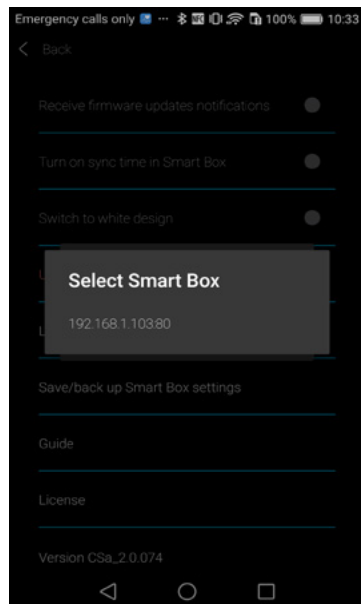 Emergency calls only ... 100% 10:33
Back
Receive firmware updates notifications
Turn on sync time in Smart Box
Switch to white design
U
Select Smart Box
L
192.168.1.103:80
Save/back up Smart Box settings
Guide
License
Version CSa_2.0.074